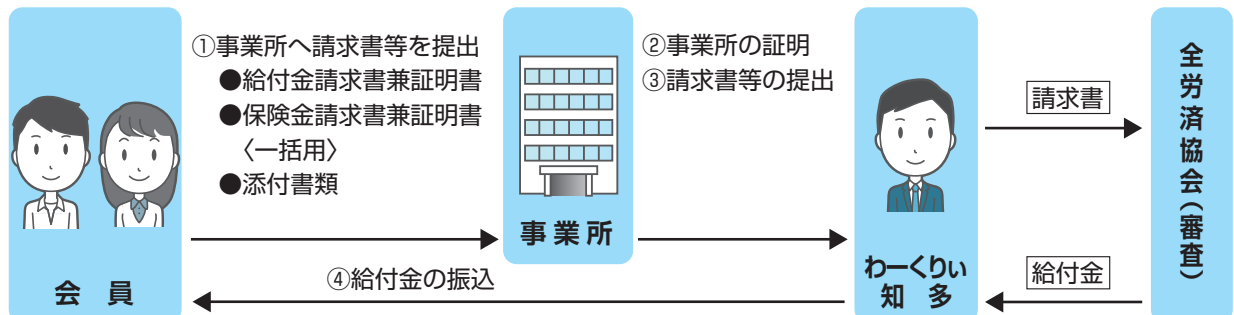 ①事業所へ請求書等を提出
●給付金請求書兼証明書
●保険金請求書兼証明書
〈一括用〉
●添付書類
会員
事業所
②事業所の証明
③請求書等の提出
わーくりぃ
知多
請求書
給付金
全労済協会(審査)
④給付金の振込